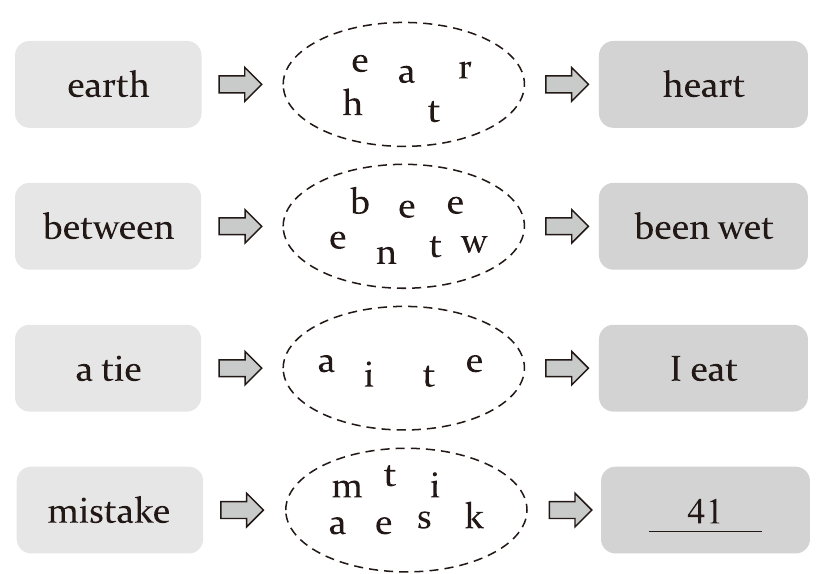 earth
e a r
h t
heart
between
b e e
e n t w
been wet
a tie
a i t e
I eat
mistake
m t i
a e s k
41